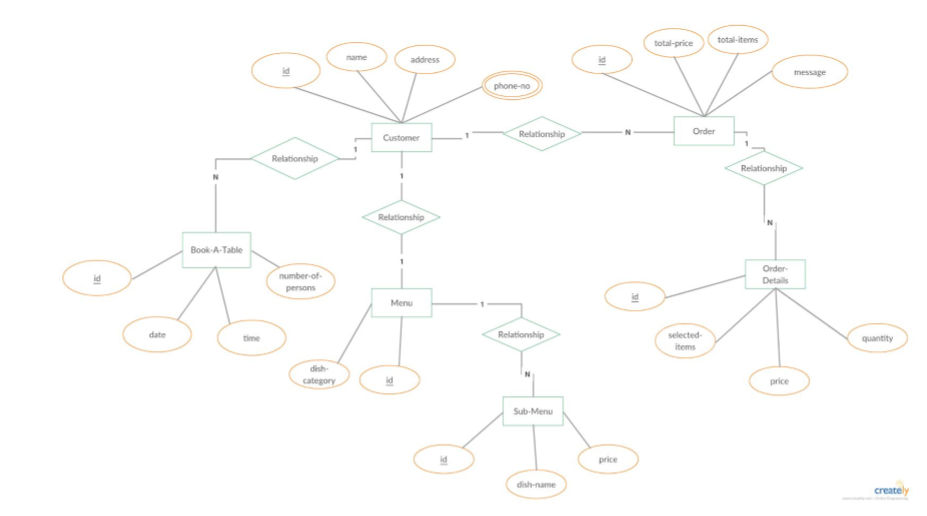 total-price
total-items
id
name
address
id
message
phone-no
Customer
1
Relationship
N
Order
1
Relationship
1
Relationship
N
1
Relationship
N
Book-A-Table
1
id
number-of-
persons
Order-
Details
id
Menu
1
date
time
Relationship
selected-
items
quantity
dish-
category
id
N
price
Sub-Menu
id
price
dish-name
creately